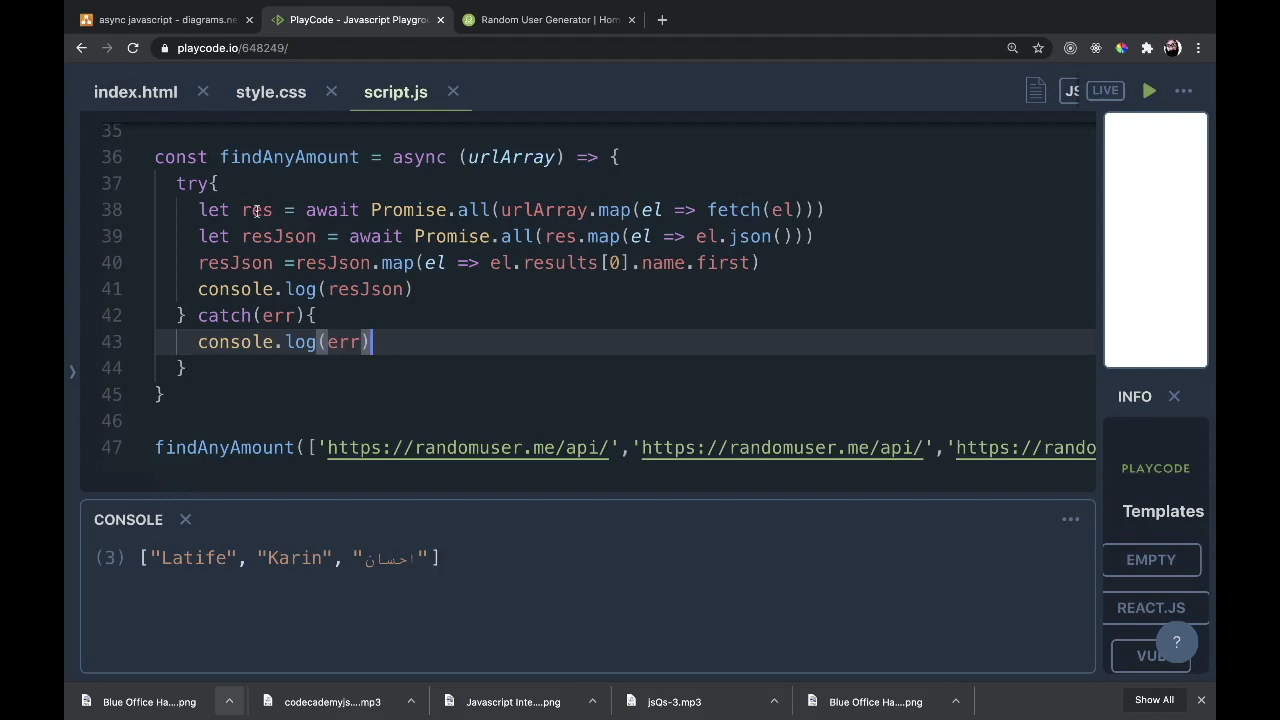 async javascript - diagrams.ne
PlayCode - Javascript Playgro
Random User Generator | Hom
playcode.io/648249/
index.html
style.css
script.js
JS
LIVE
35
36 const findAnyAmount = async (urlArray) => {
37 try{
38 let res = await Promise.all(urlArray.map(el => fetch(el)))
39 let resJson = await Promise.all(res.map(el => el.json()))
40 resJson =resJson.map(el => el.results[0].name.first)
41 console.log(resJson)
42 } catch(err){
43 console.log(err)
44 }
45 }
46
47 findAnyAmount(['https://randomuser.me/api/','https://randomuser.me/api/','https://rando
INFO
PLAYCODE
Templates
EMPTY
REACT.JS
VUE
?
CONSOLE
(3) ["Latife", "Karin", "احسان"]
Blue Office Ha....png
codecademyjs....mp3
Javascript Inte....png
jsQs-3.mp3
Blue Office Ha....png
Show All